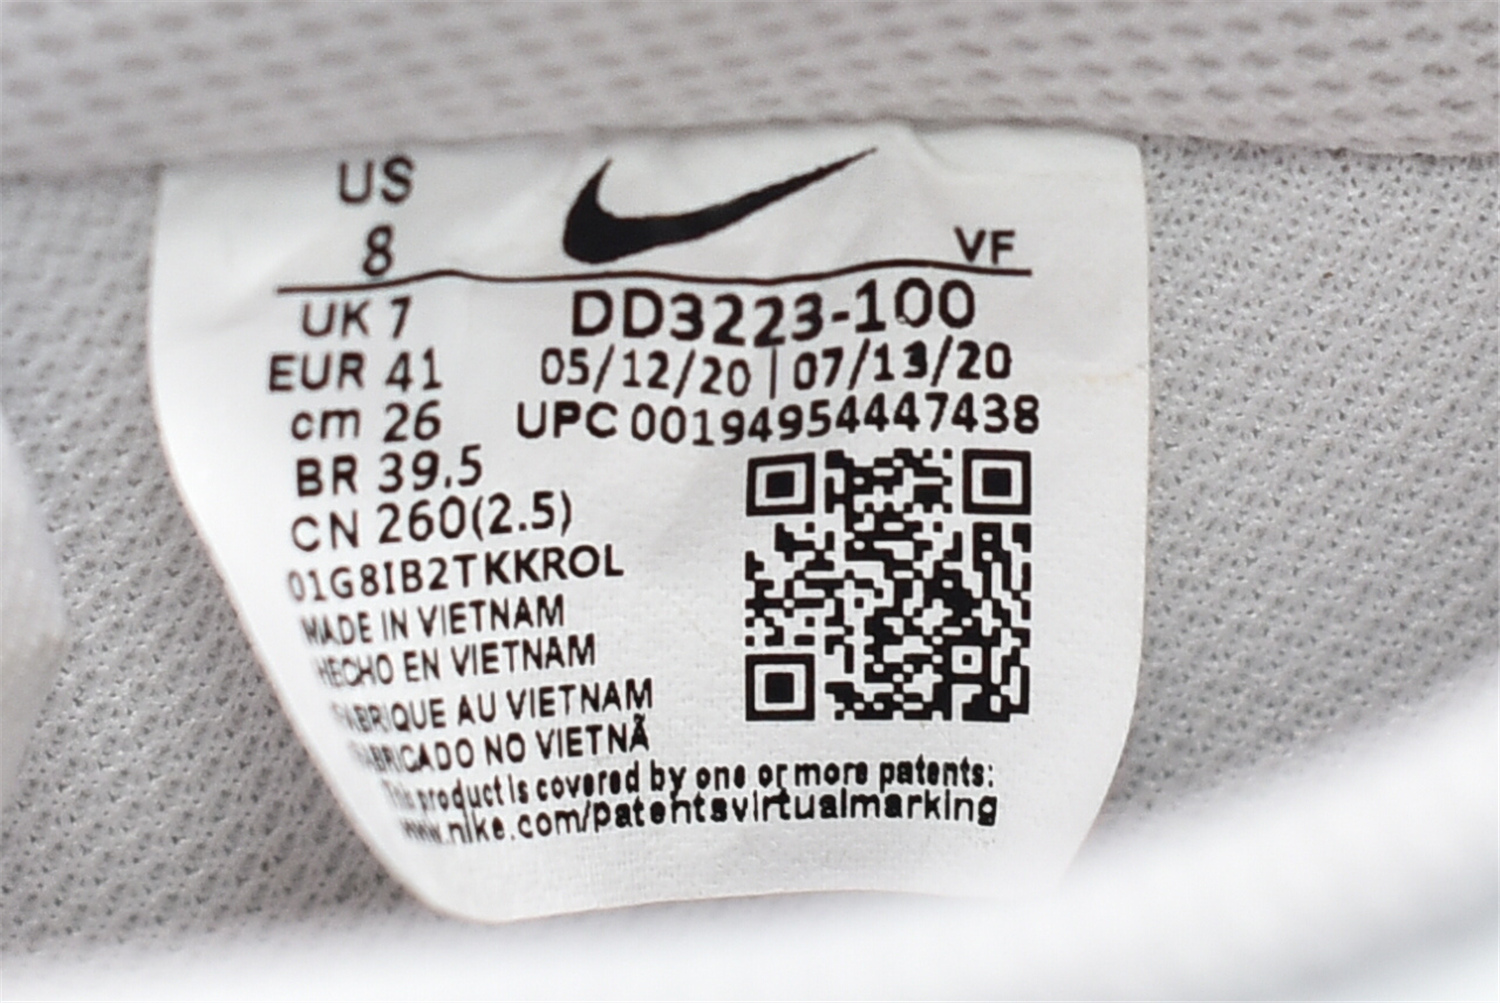 US
8
VF
UK 7
DD3223-100
EUR 41
05/12/20 | 07/13/20
cm 26
UPC 00194954447438
BR 39.5
CN 260(2.5)
01G8IB2TKKROL
MADE IN VIETNAM
HECHO EN VIETNAM
FABRIQUE AU VIETNAM
FABRICADO NO VIETNÃ
This product is covered by one or more patents:
www.nike.com/patentsvirtualmarking